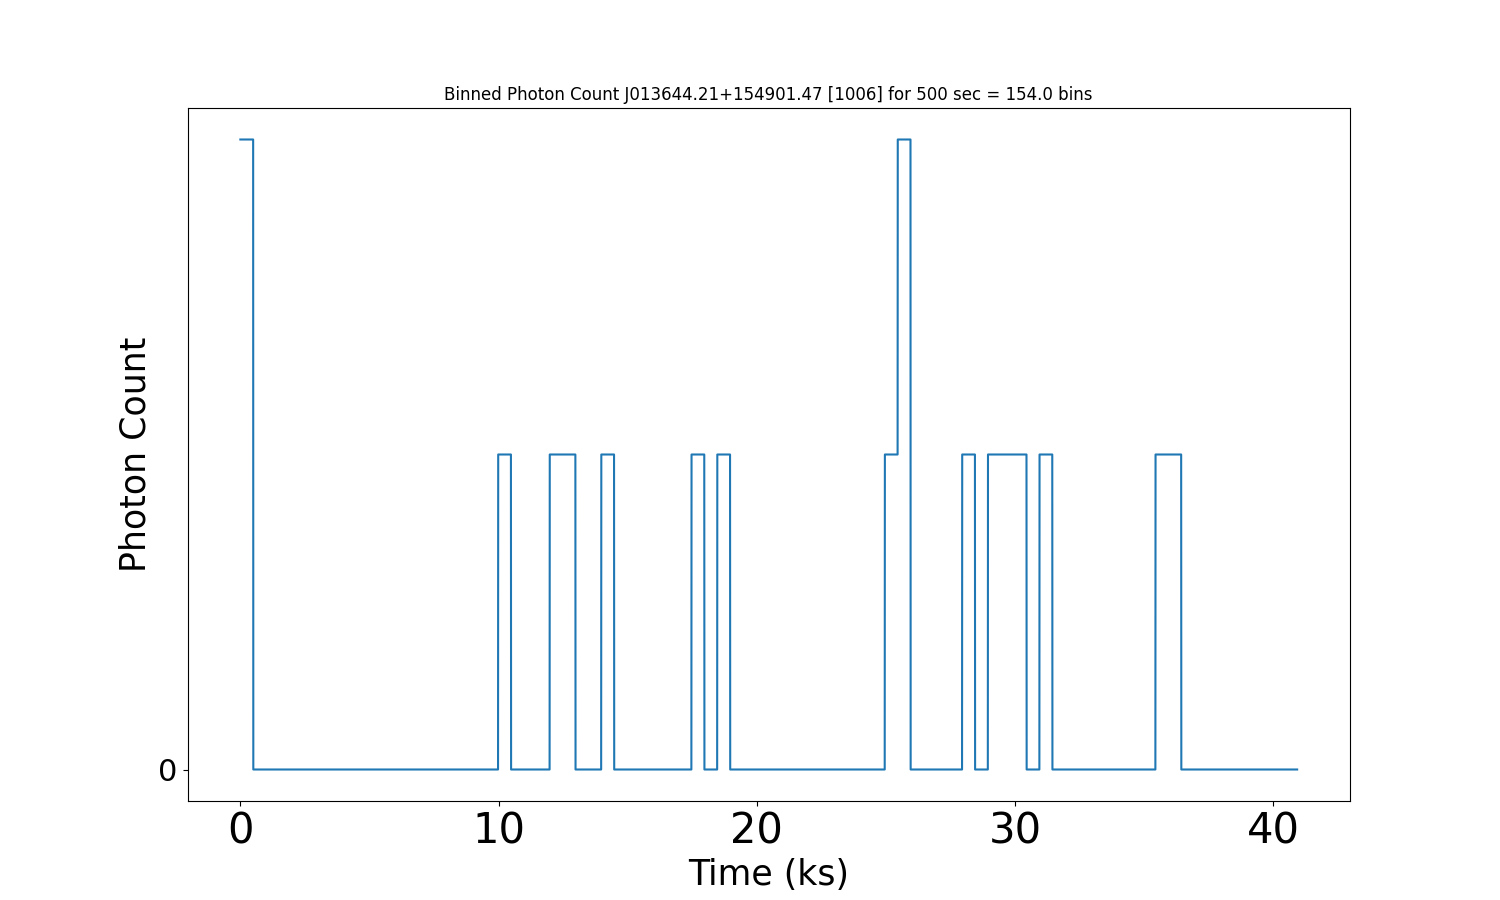 Binned Photon Count J013644.21+154901.47 [1006] for 500 sec = 154.0 bins
Photon Count
0
0 10 20 30 40
Time (ks)